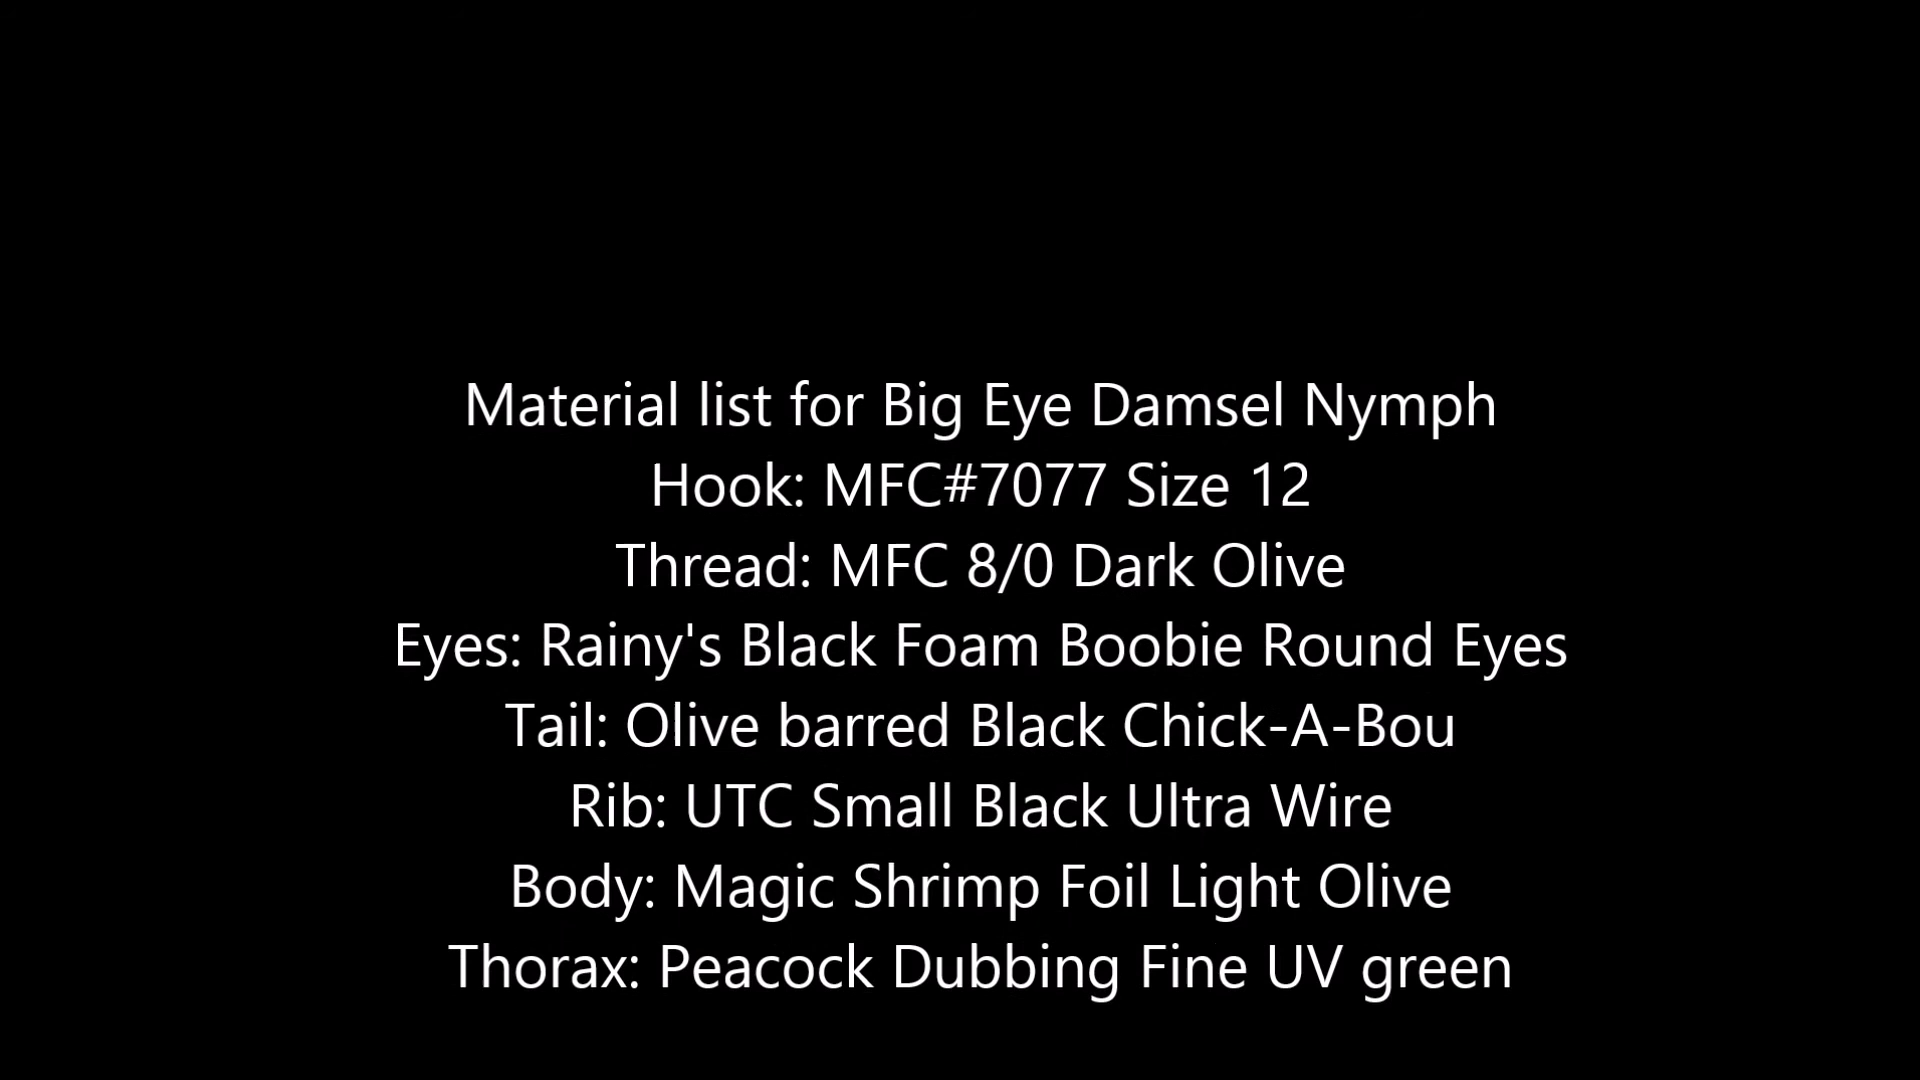 Material list for Big Eye Damsel Nymph
Hook: MFC#7077 Size 12
Thread: MFC 8/0 Dark Olive
Eyes: Rainy's Black Foam Boobie Round Eyes
Tail: Olive barred Black Chick-A-Bou
Rib: UTC Small Black Ultra Wire
Body: Magic Shrimp Foil Light Olive
Thorax: Peacock Dubbing Fine UV green